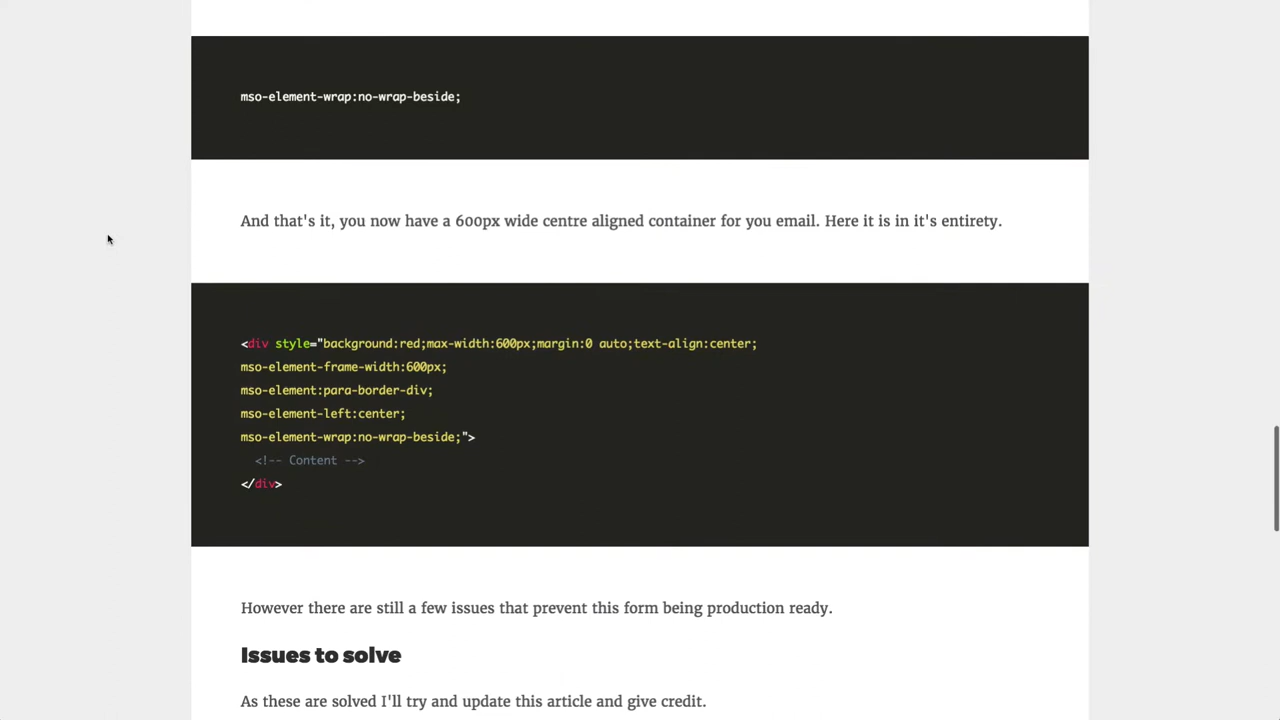 mso-element-wrap:no-wrap-beside;
And that's it, you now have a 600px wide centre aligned container for you email. Here it is in it's entirety.
<div style="background:red;max-width:600px;margin:0 auto;text-align:center;
mso-element-frame-width:600px;
mso-element:para-border-div;
mso-element-left:center;
mso-element-wrap:no-wrap-beside;">
<!-- Content -->
</div>
However there are still a few issues that prevent this form being production ready.
Issues to solve
As these are solved I'll try and update this article and give credit.